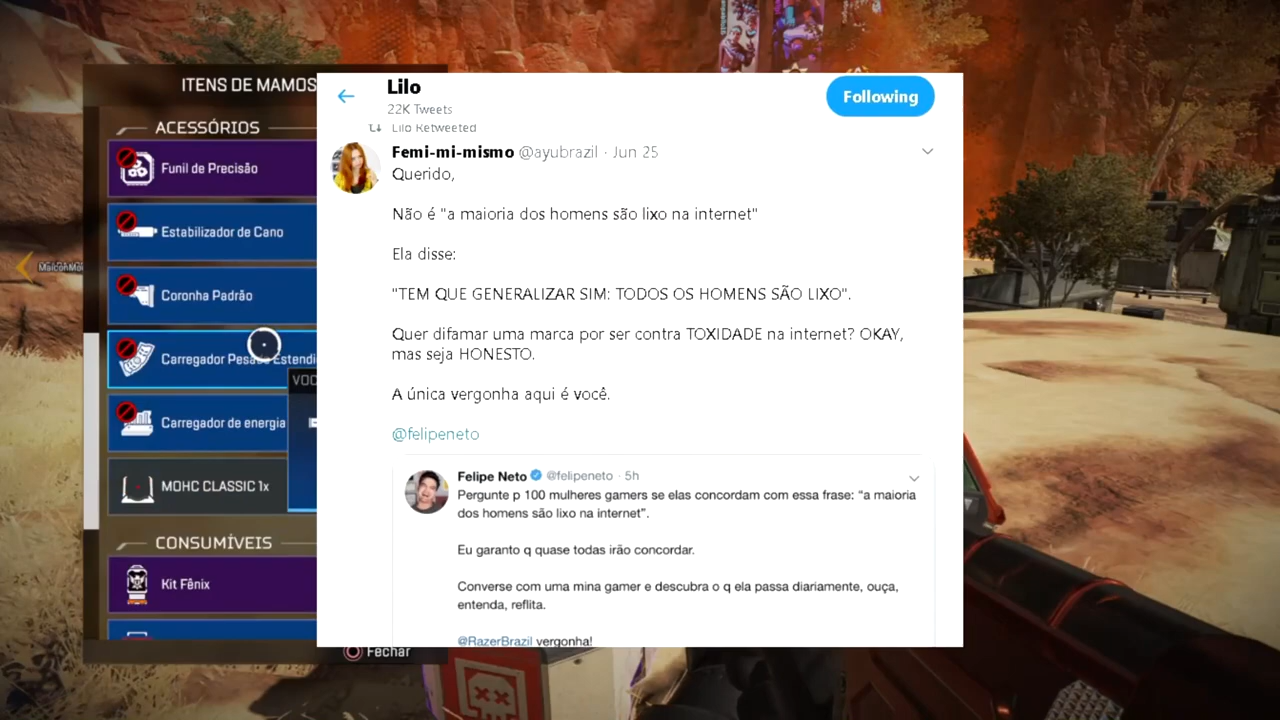 ITENS DE MAMOS
ACESSÓRIOS
Funil de Precisão
Estabilizador de Cano
Coronha Padrão
Carregador Pesado Estendi
VOC
Carregador de energia
MOHC CLASSIC 1x
CONSUMÍVEIS
Kit Fênix
Fechar
Lilo
22K Tweets
Following
Lilo Retweeted
Femi-mi-mismo @ayubrazil · Jun 25
Querido,
Não é "a maioria dos homens são lixo na internet"
Ela disse:
"TEM QUE GENERALIZAR SIM: TODOS OS HOMENS SÃO LIXO".
Quer difamar uma marca por ser contra TOXIDADE na internet? OKAY,
mas seja HONESTO.
A única vergonha aqui é você.
@felipeneto
Felipe Neto @felipeneto · 5h
Pergunte p 100 mulheres gamers se elas concordam com essa frase: "a maioria
dos homens são lixo na internet".
Eu garanto q quase todas irão concordar.
Converse com uma mina gamer e descubra o q ela passa diariamente, ouça,
entenda, reflita.
@RazerBrazil vergonha!